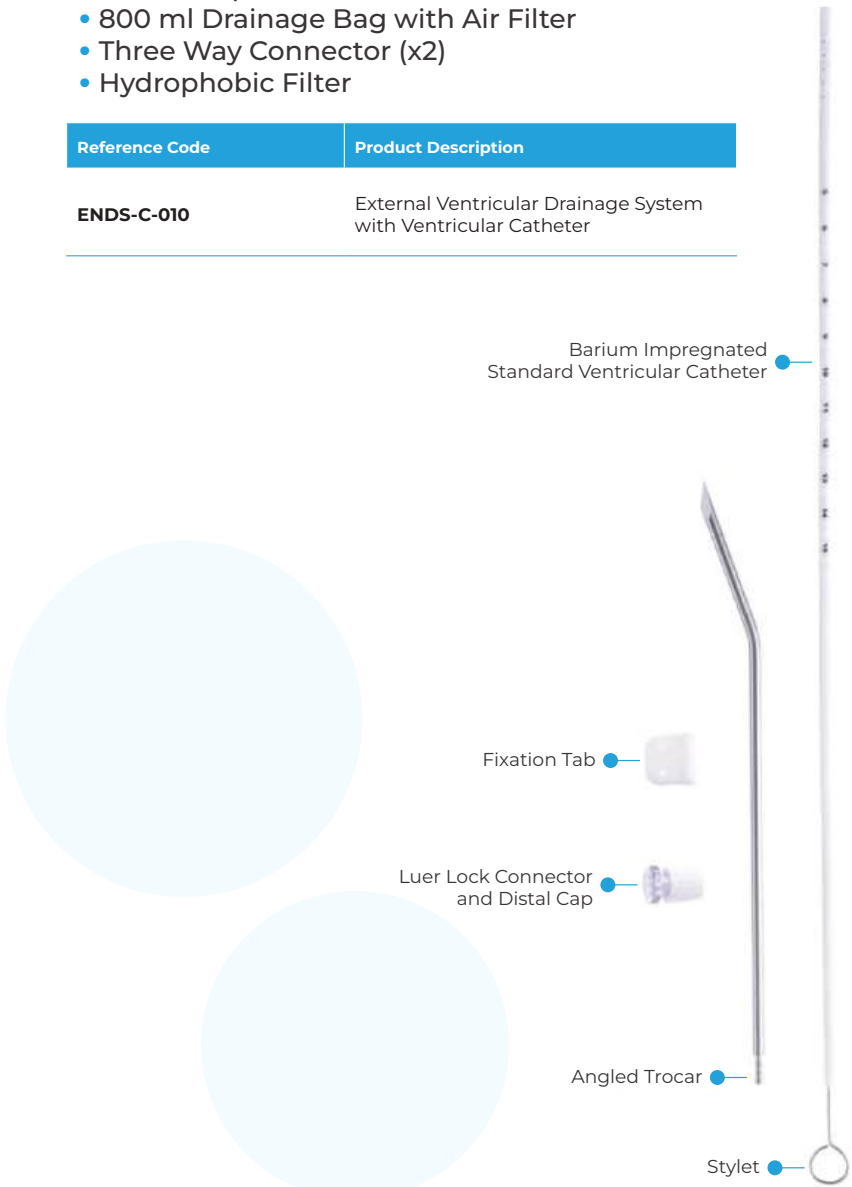 • 800 ml Drainage Bag with Air Filter
• Three Way Connector (x2)
• Hydrophobic Filter
Reference Code Product Description
ENDS-C-010 External Ventricular Drainage System
with Ventricular Catheter
Barium Impregnated
Standard Ventricular Catheter
Fixation Tab
Luer Lock Connector
and Distal Cap
Angled Trocar
Stylet